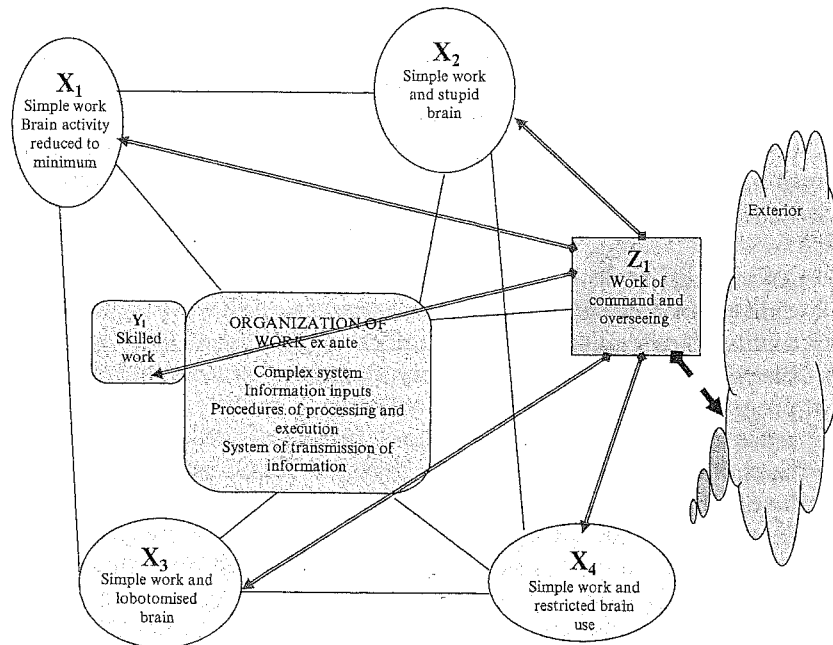 X₁
Simple work
Brain activity
reduced to
minimum
X₂
Simple work
and stupid
brain
Exterior
Z₁
Work of
command and
overseeing
Y₁
Skilled
work
ORGANIZATION OF
WORK ex ante
Complex system
Information inputs
Procedures of processing and
execution
System of transmission of
information
X₃
Simple work and
lobotomised
brain
X₄
Simple work and
restricted brain
use